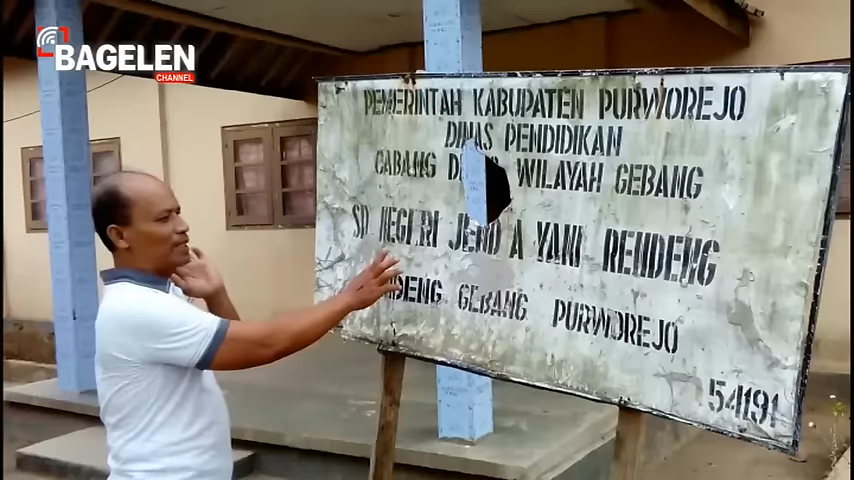 BAGELEN
CHANNEL
PEMERINTAH KABUPATEN PURWOREJO
DINAS PENDIDIKAN
CABANG WILAYAH GEBANG
SD NEGERI JEND A YANI RENDENG
GEBANG PURWOREJO
54191